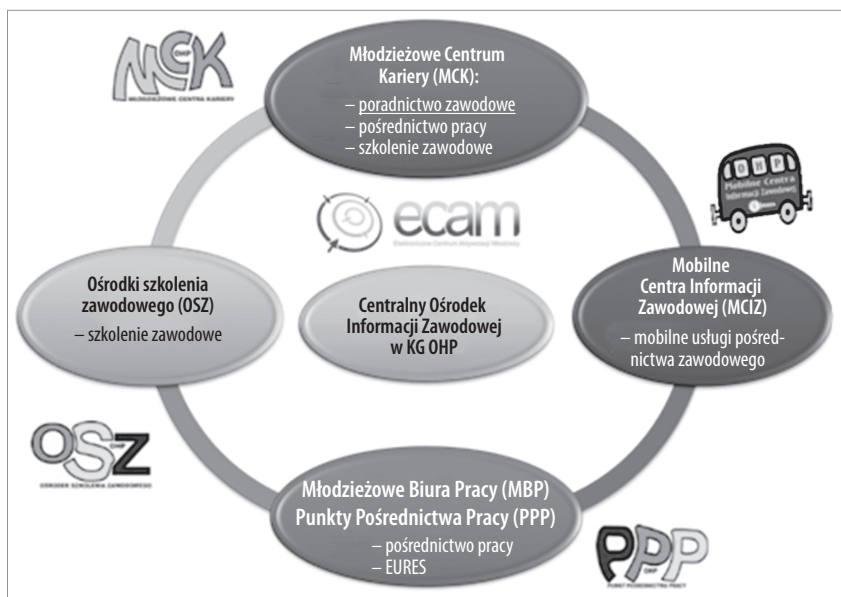 MCK
OHP
MŁODZIEŻOWE CENTRA KARIERY
Młodzieżowe Centrum
Kariery (MCK):
– poradnictwo zawodowe
– pośrednictwo pracy
– szkolenie zawodowe
OHP
Mobilne Centra
Informacji Zawodowej
ecam
Elektroniczne Centrum Aktywizacji Młodzieży
Ośrodki szkolenia
zawodowego (OSZ)
– szkolenie zawodowe
Centralny Ośrodek
Informacji Zawodowej
w KG OHP
Mobilne
Centra Informacji
Zawodowej (MCIZ)
– mobilne usługi pośred-
nictwa zawodowego
OSZ
OHP
OŚRODEK SZKOLENIA ZAWODOWEGO
Młodzieżowe Biura Pracy (MBP)
Punkty Pośrednictwa Pracy (PPP)
– pośrednictwo pracy
– EURES
PPP
OHP
PUNKT POŚREDNICTWA PRACY